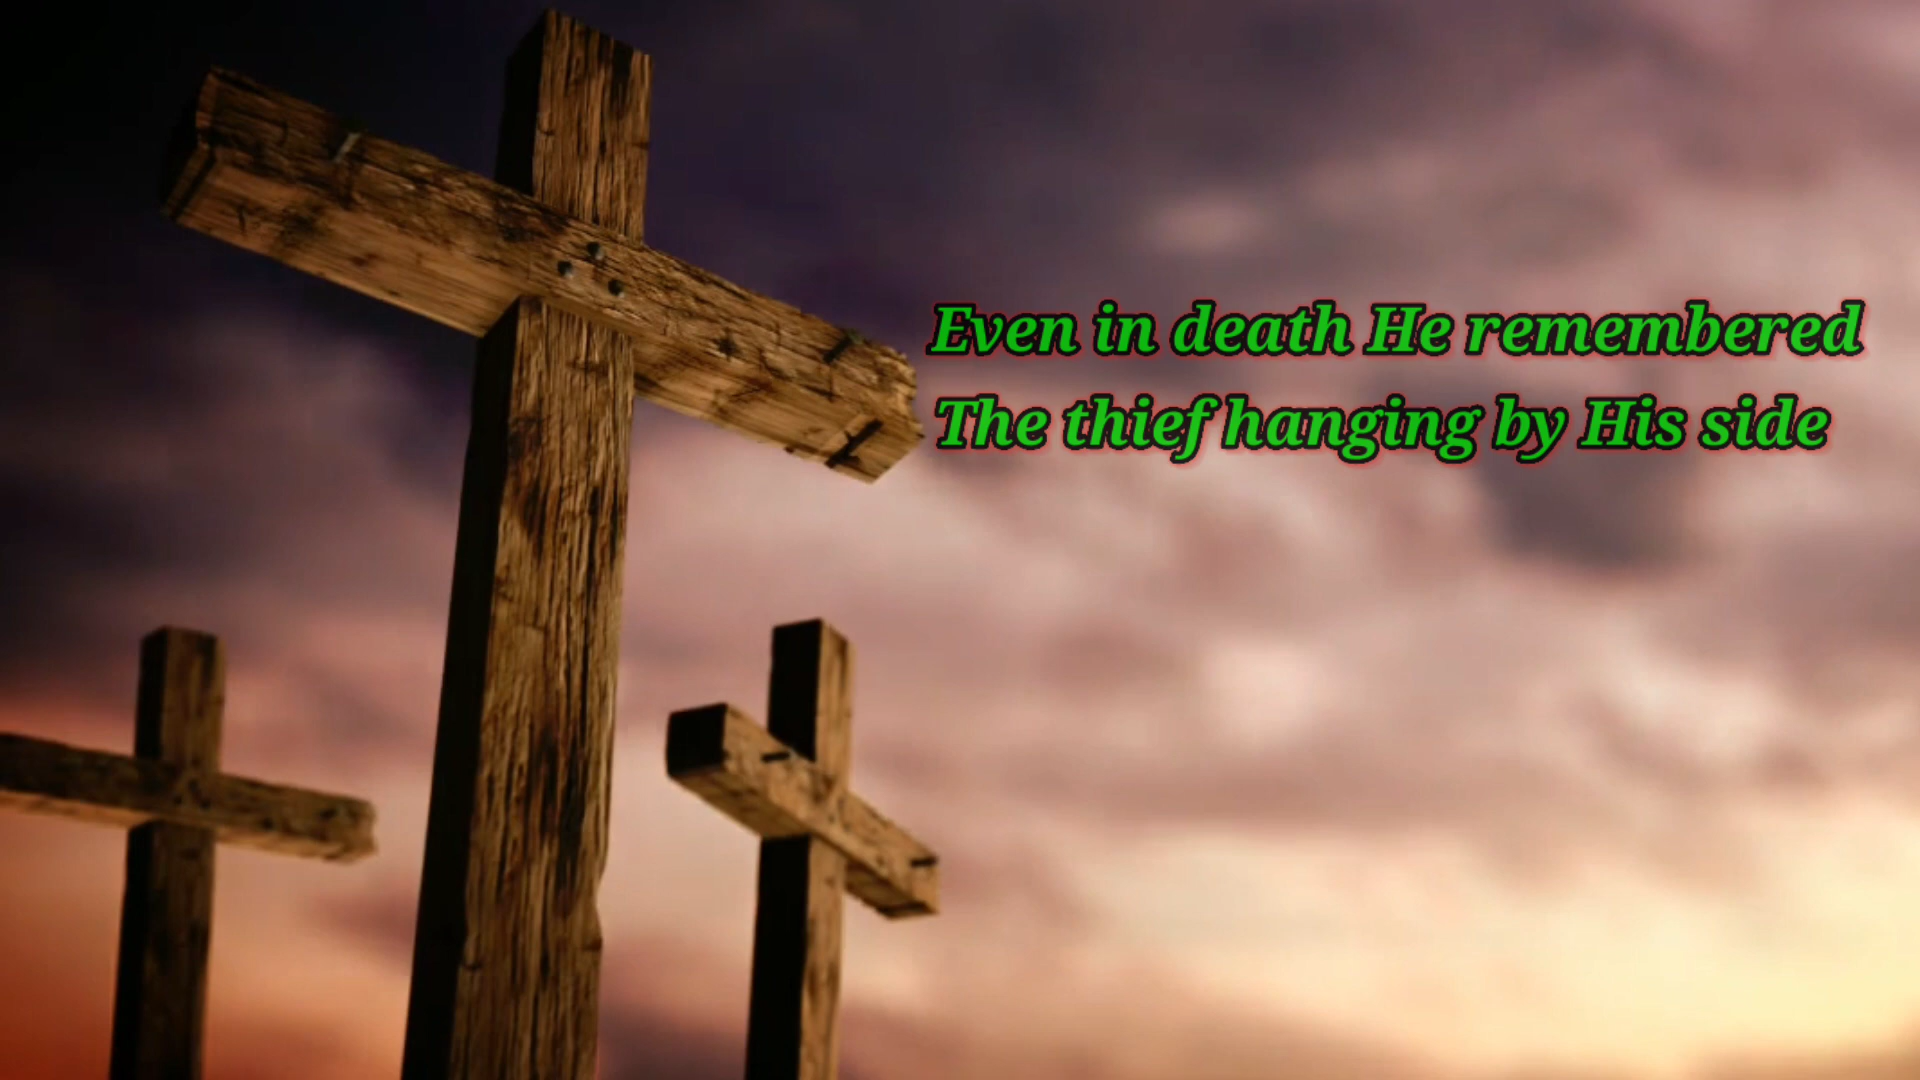 Even in death He remembered
The thief hanging by His side